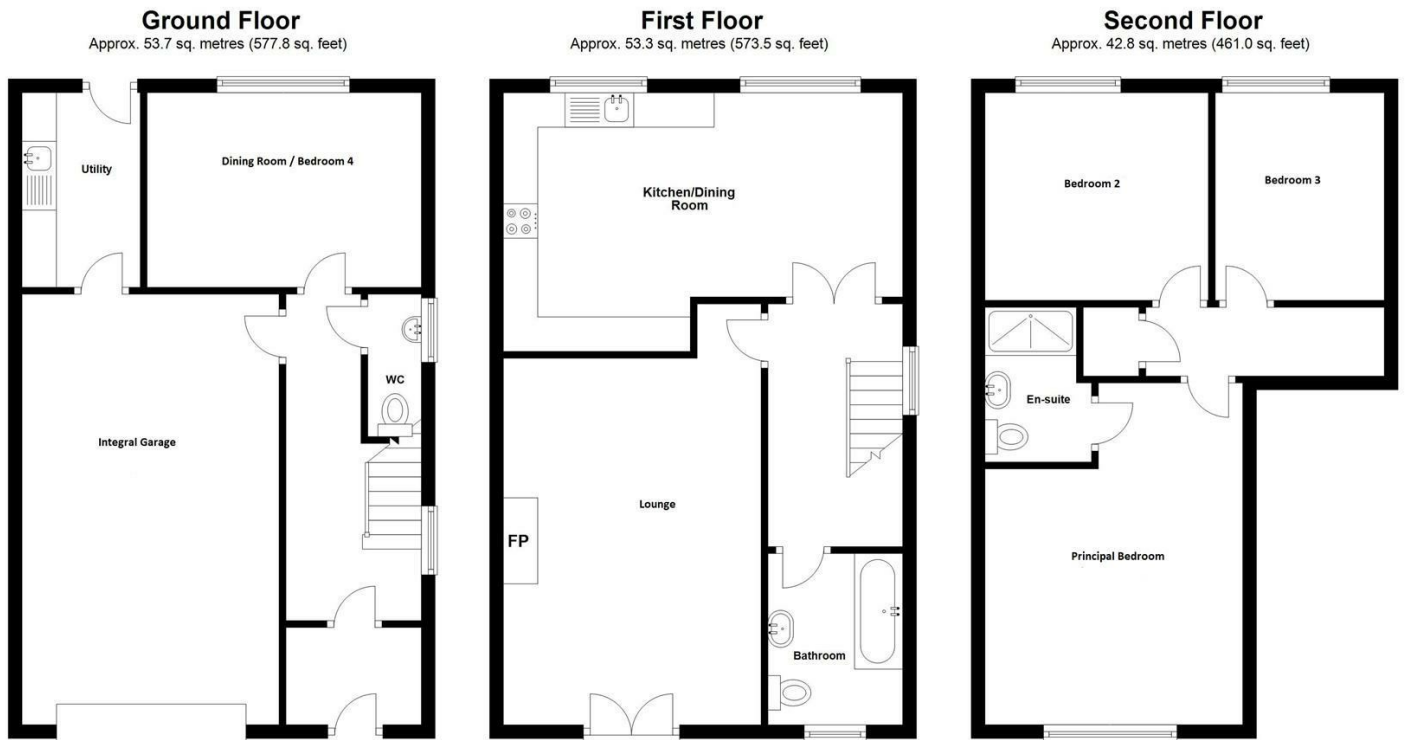 Ground Floor
Approx. 53.7 sq. metres (577.8 sq. feet)
Utility
Dining Room / Bedroom 4
WC
Integral Garage
First Floor
Approx. 53.3 sq. metres (573.5 sq. feet)
Kitchen/Dining
Room
Lounge
FP
Bathroom
Second Floor
Approx. 42.8 sq. metres (461.0 sq. feet)
Bedroom 2
Bedroom 3
En-suite
Principal Bedroom